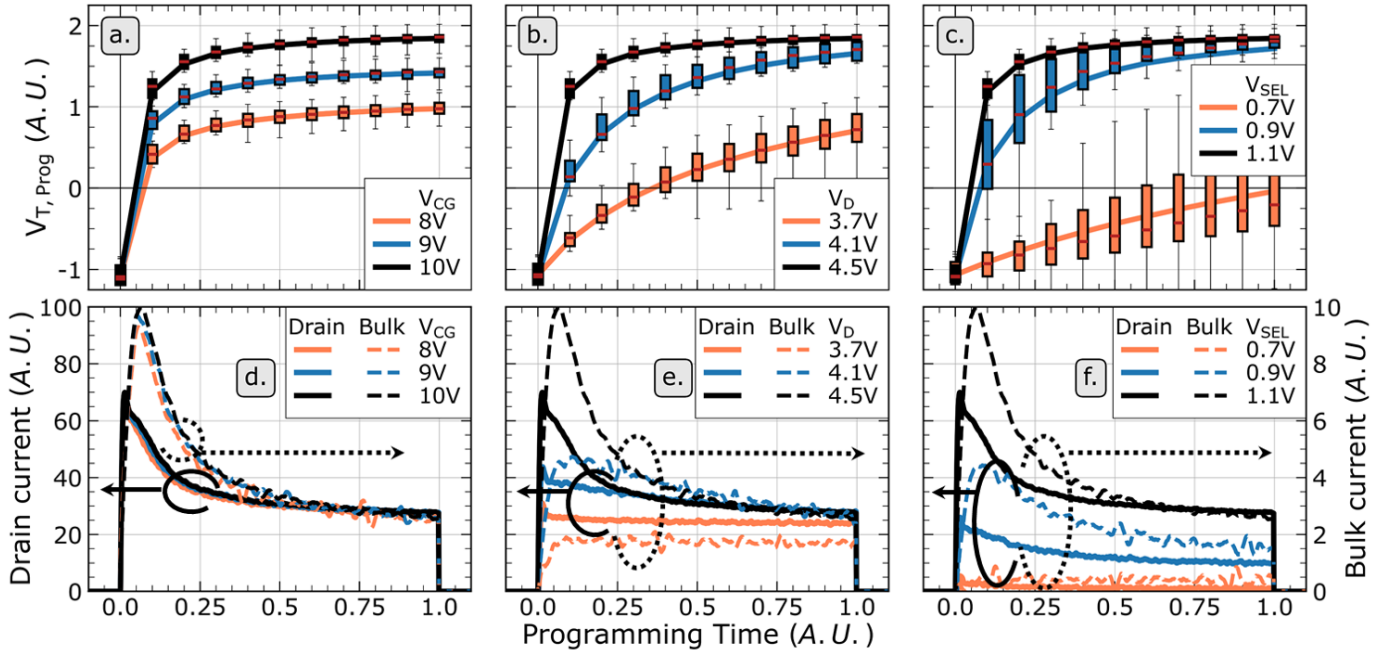 a.
b.
c.
V_T,Prog (A.U.)
2
1
0
-1
V_CG
8V
9V
10V
V_D
3.7V
4.1V
4.5V
V_SEL
0.7V
0.9V
1.1V
Drain current (A.U.)
100
80
60
40
20
0
Drain Bulk V_CG
8V
9V
10V
d.
Drain Bulk V_D
3.7V
4.1V
4.5V
e.
Drain Bulk V_SEL
0.7V
0.9V
1.1V
f.
10
8
6
4
2
0
Bulk current (A.U.)
0.0 0.25 0.5 0.75 1.0
0.0 0.25 0.5 0.75 1.0
0.0 0.25 0.5 0.75 1.0
Programming Time (A.U.)